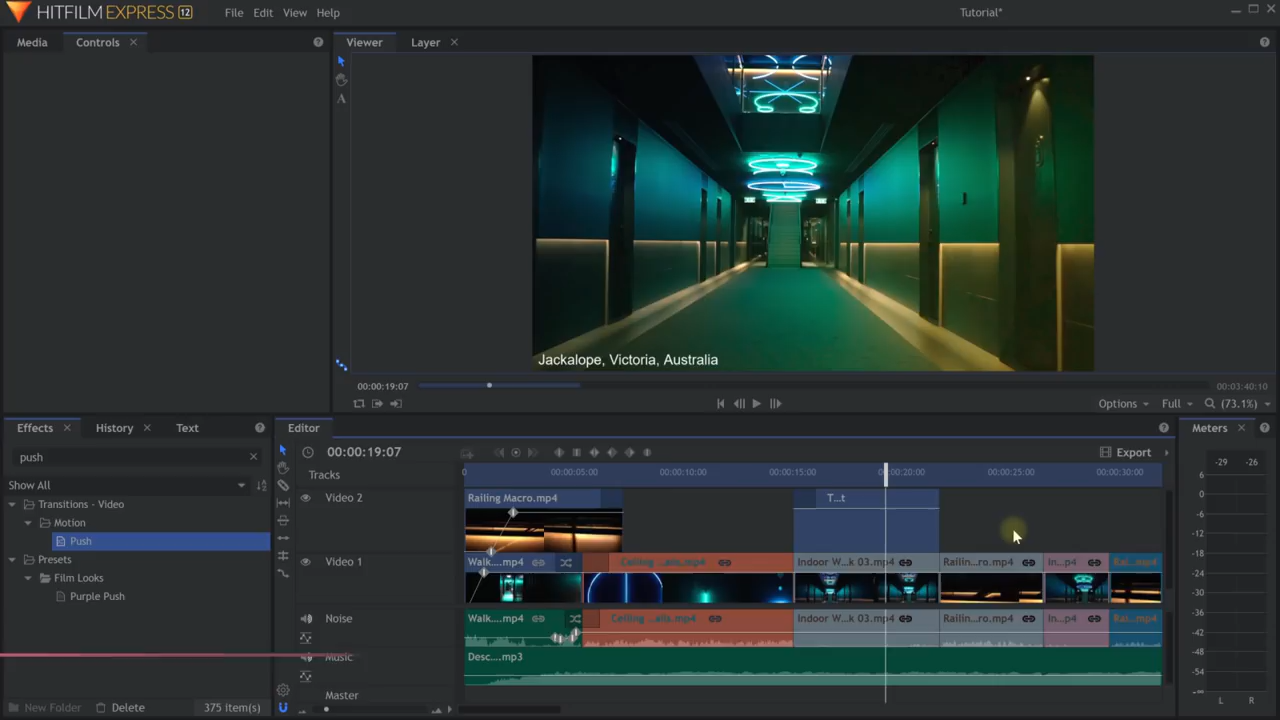 HITFILM EXPRESS 12
File Edit View Help
Tutorial*
Media Controls
Viewer Layer
Jackalope, Victoria, Australia
00:00:19:07
00:03:40:10
Options Full (73.1%)
Effects History Text
Editor
Meters
push
00:00:19:07
Export
-29 -26
Show All
Tracks
0 00:00:05:00 00:00:10:00 00:00:15:00 00:00:20:00 00:00:25:00 00:00:30:00
6
Transitions - Video
Motion
Push
Presets
Film Looks
Purple Push
Video 2
Railing Macro.mp4
T...t
Video 1
Walk...mp4
Indoor W...k 03.mp4
Railin...ro.mp4
In...p4
Noise
Walk...mp4
Indoor W...k 03.mp4
Railin...ro.mp4
In...p4
Music
Desc....mp3
Master
0
-6
-12
-18
-24
-30
-36
-42
-48
-54
L R
New Folder Delete 375 item(s)